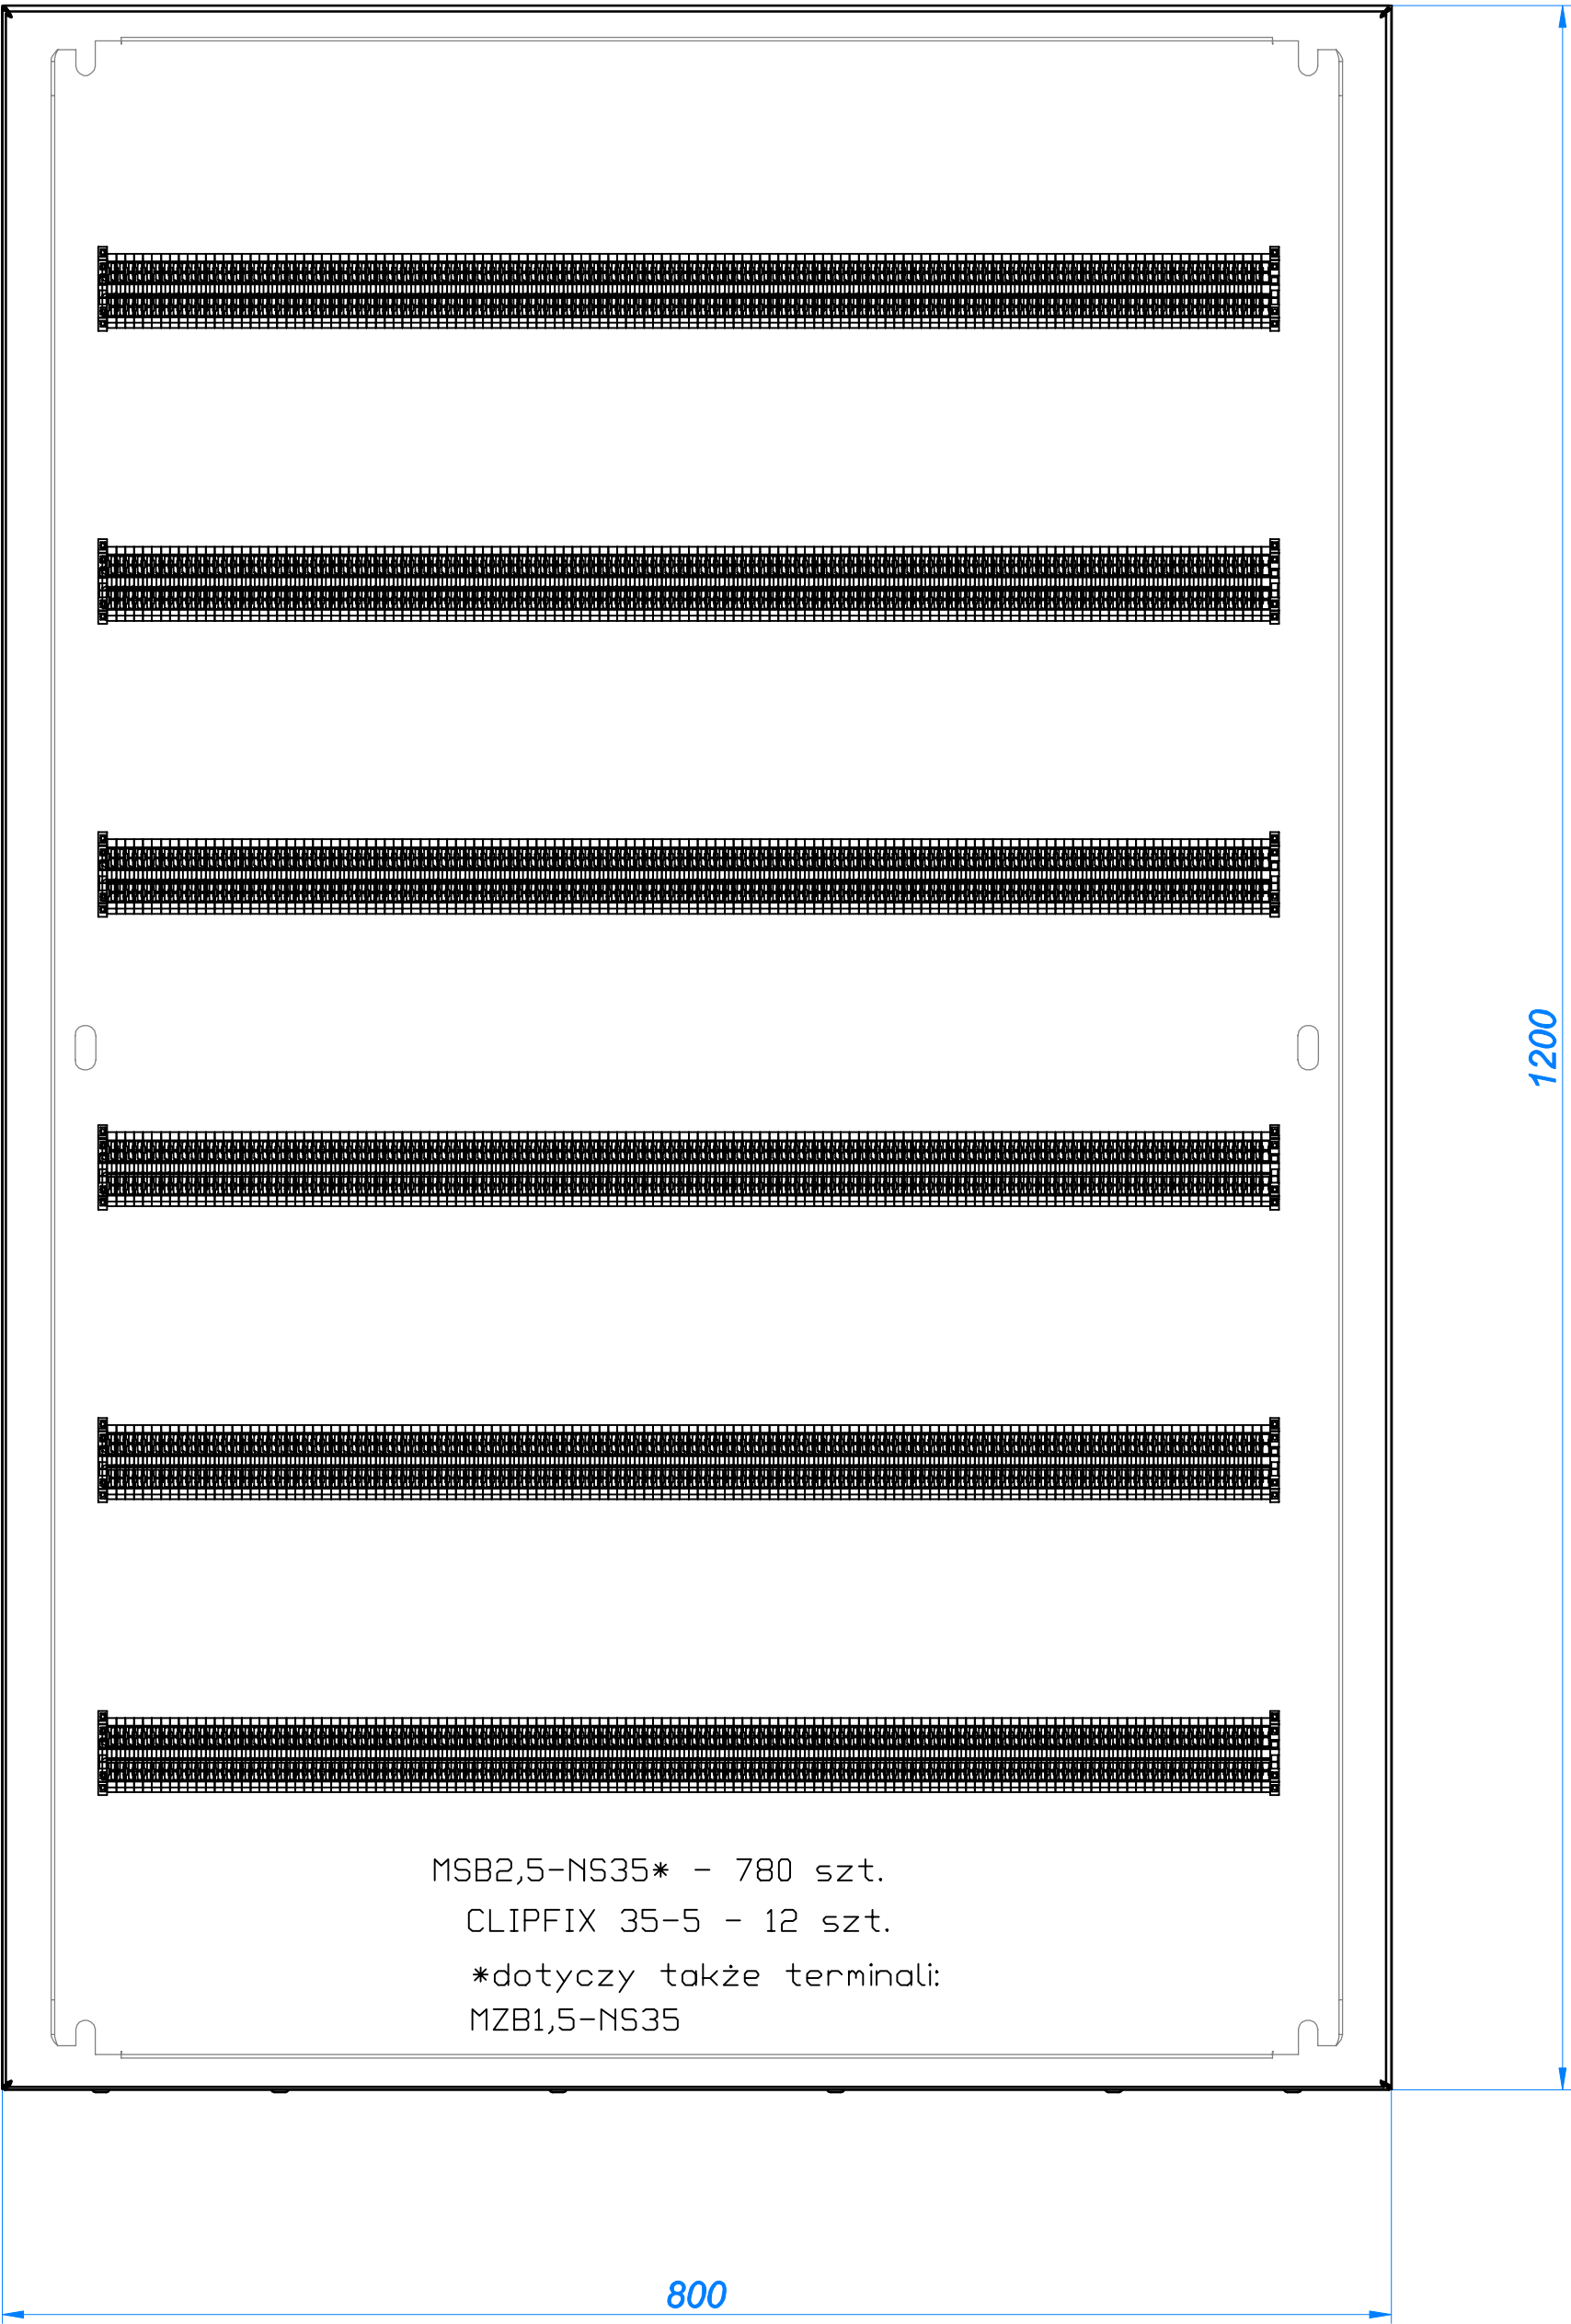 1200
MSB2,5-NS35* - 780 szt.
CLIPFIX 35-5 - 12 szt.
*dotyczy także terminali:
MZB1,5-NS35
800